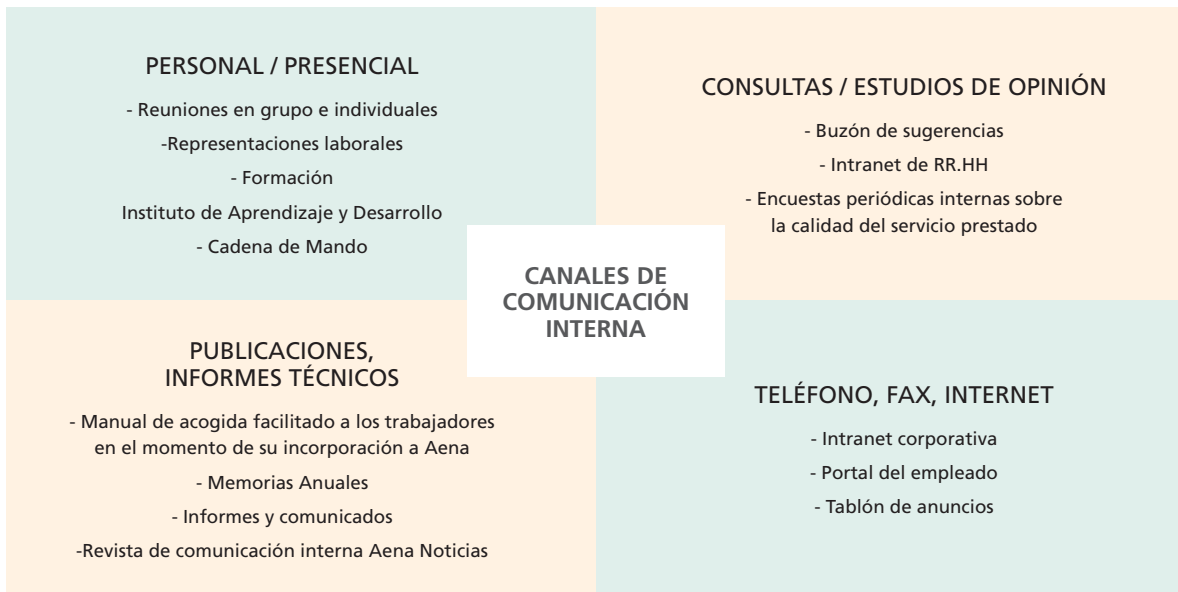 PERSONAL / PRESENCIAL
- Reuniones en grupo e individuales
-Representaciones laborales
- Formación
Instituto de Aprendizaje y Desarrollo
- Cadena de Mando
CONSULTAS / ESTUDIOS DE OPINIÓN
- Buzón de sugerencias
- Intranet de RR.HH
- Encuestas periódicas internas sobre
la calidad del servicio prestado
CANALES DE
COMUNICACIÓN
INTERNA
PUBLICACIONES,
INFORMES TÉCNICOS
- Manual de acogida facilitado a los trabajadores
en el momento de su incorporación a Aena
- Memorias Anuales
- Informes y comunicados
-Revista de comunicación interna Aena Noticias
TELÉFONO, FAX, INTERNET
- Intranet corporativa
- Portal del empleado
- Tablón de anuncios